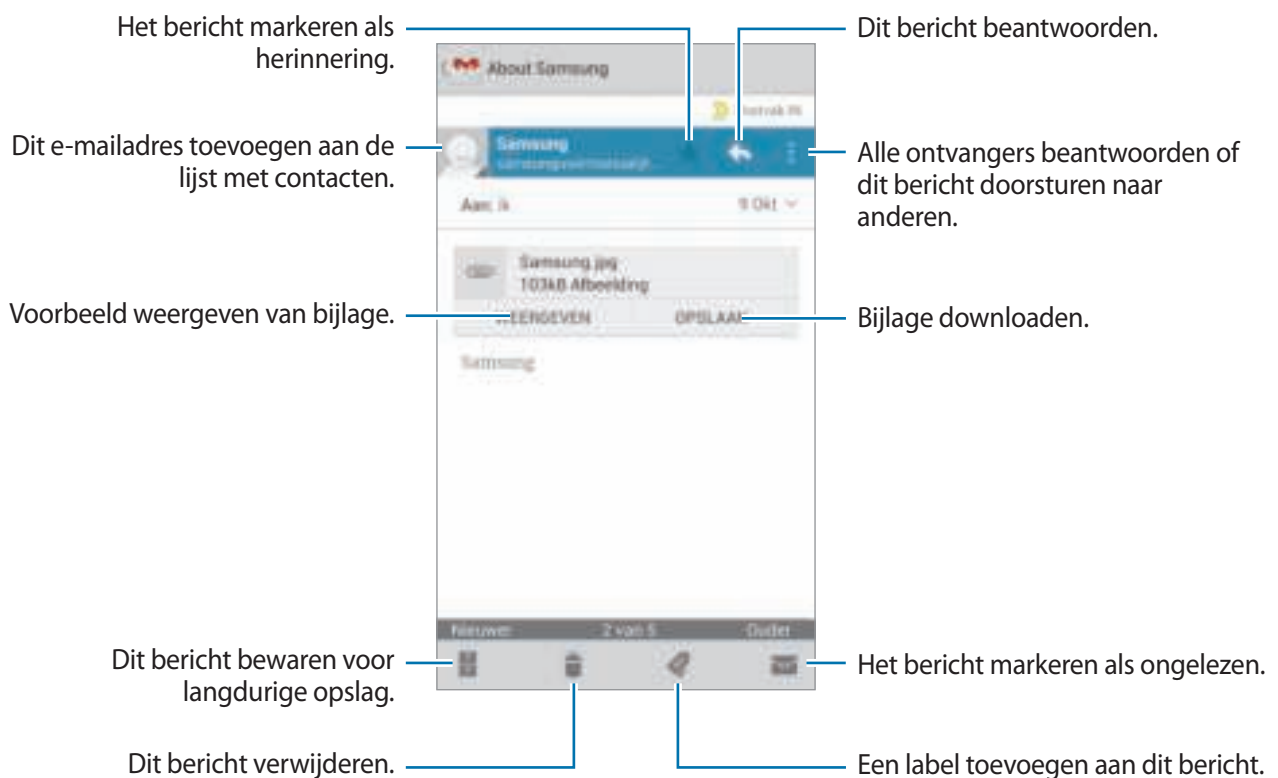 Het bericht markeren als
herinnering.
Dit bericht beantwoorden.
About Samsung
Dit e-mailadres toevoegen aan de
lijst met contacten.
Samsung
Alle ontvangers beantwoorden of
dit bericht doorsturen naar
anderen.
Aan: ik
9 Okt
Samsung.jpg
103kB Afbeelding
Voorbeeld weergeven van bijlage.
WEERGEVEN
OPSLAAN
Bijlage downloaden.
Samsung
Nieuwer
2 van 5
Ouder
Dit bericht bewaren voor
langdurige opslag.
Het bericht markeren als ongelezen.
Dit bericht verwijderen.
Een label toevoegen aan dit bericht.